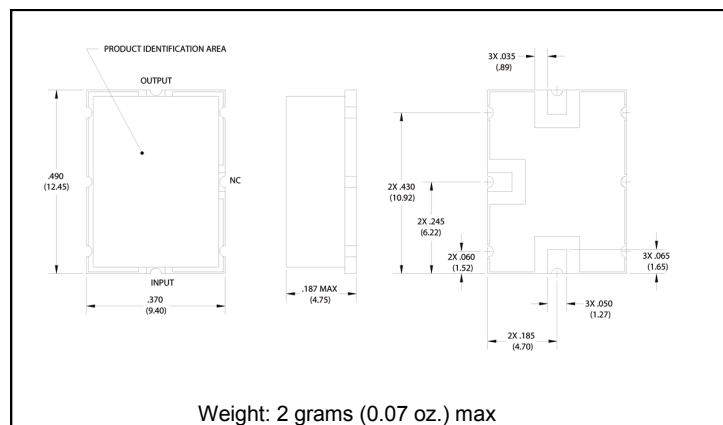 PRODUCT IDENTIFICATION AREA
OUTPUT
.490
(12.45)
NC
INPUT
.370
(9.40)
.187 MAX
(4.75)
3X .035
(.89)
2X .430
(10.92)
2X .245
(6.22)
2X .060
(1.52)
3X .065
(1.65)
3X .050
(1.27)
2X .185
(4.70)
Weight: 2 grams (0.07 oz.) max